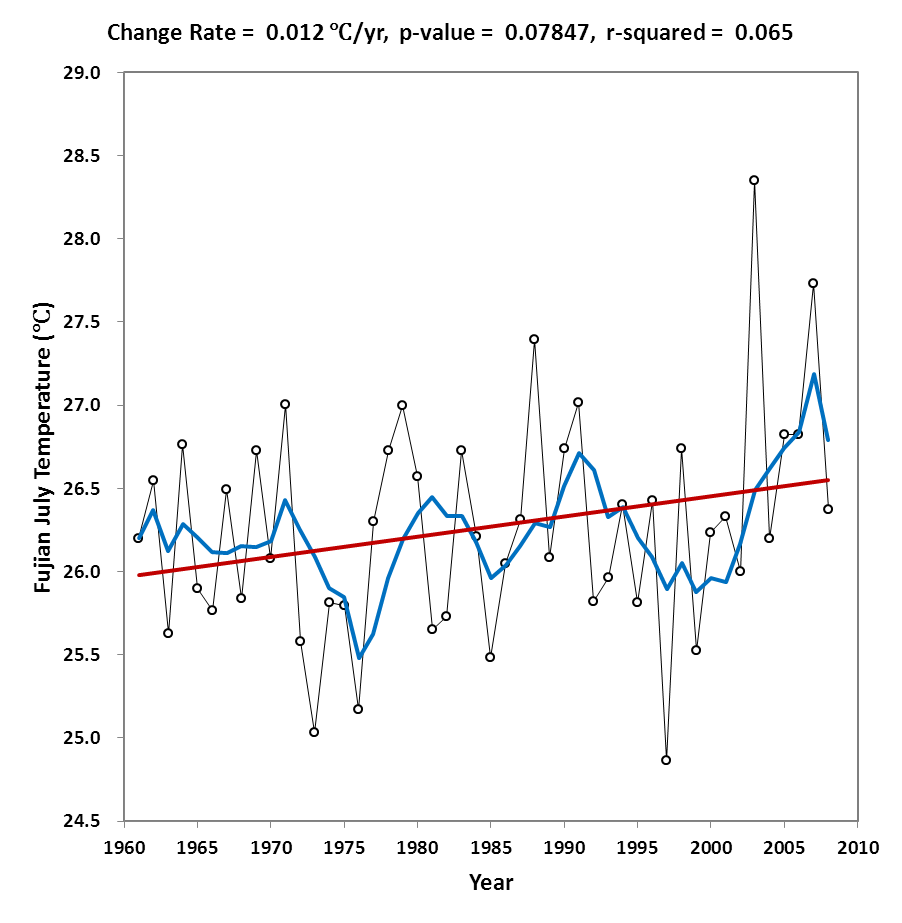 Change Rate = 0.012 ℃/yr, p-value = 0.07847, r-squared = 0.065
29.0
28.5
28.0
27.5
27.0
26.5
26.0
25.5
25.0
24.5
Fujian July Temperature (℃)
1960 1965 1970 1975 1980 1985 1990 1995 2000 2005 2010
Year